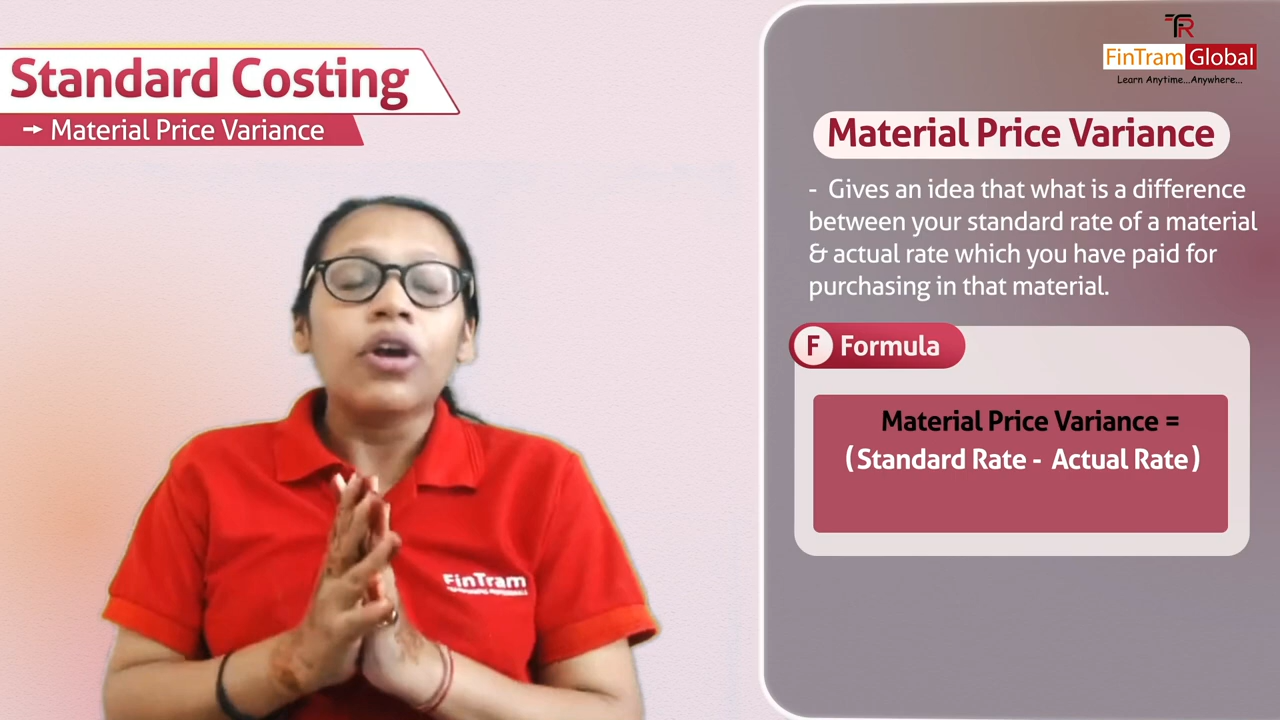 Standard Costing
→ Material Price Variance
FR
FinTram Global
Learn Anytime...Anywhere...
Material Price Variance
- Gives an idea that what is a difference
between your standard rate of a material
& actual rate which you have paid for
purchasing in that material.
F Formula
Material Price Variance =
(Standard Rate - Actual Rate)
FinTram